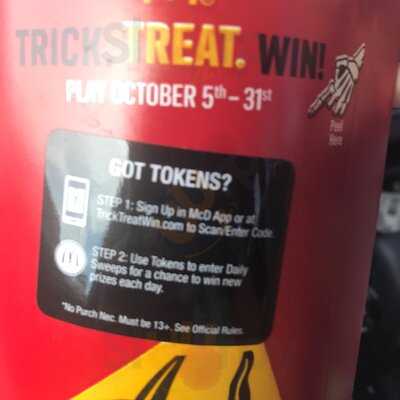 TRICK.TREAT. WIN!
PLAY OCTOBER 5th-31st
Peel
Here
GOT TOKENS?
STEP 1: Sign Up in McD App or at
TrickTreatWin.com to Scan/Enter Code.
STEP 2: Use Tokens to enter Daily
Sweeps for a chance to win new
prizes each day.
*No Purch Nec. Must be 13+. See Official Rules.